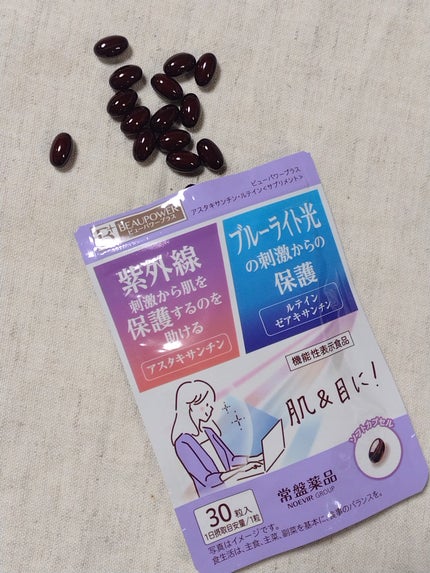 ビューパワープラス
アスタキサンチン・ルテイン<サプリメント>
BEAUPOWER
ビューパワープラス
紫外線
刺激から肌を
保護するのを
助ける
アスタキサンチン
ブルーライト光
の刺激からの
保護
ルテイン
ゼアキサンチン
機能性表示食品
肌&目に!
ソフトカプセル
30粒入
1日摂取目安量/1粒
常盤薬品
NOEVIR GROUP
写真はイメージです。
食生活は、主食、主菜、副菜を基本に、食事のバランスを。